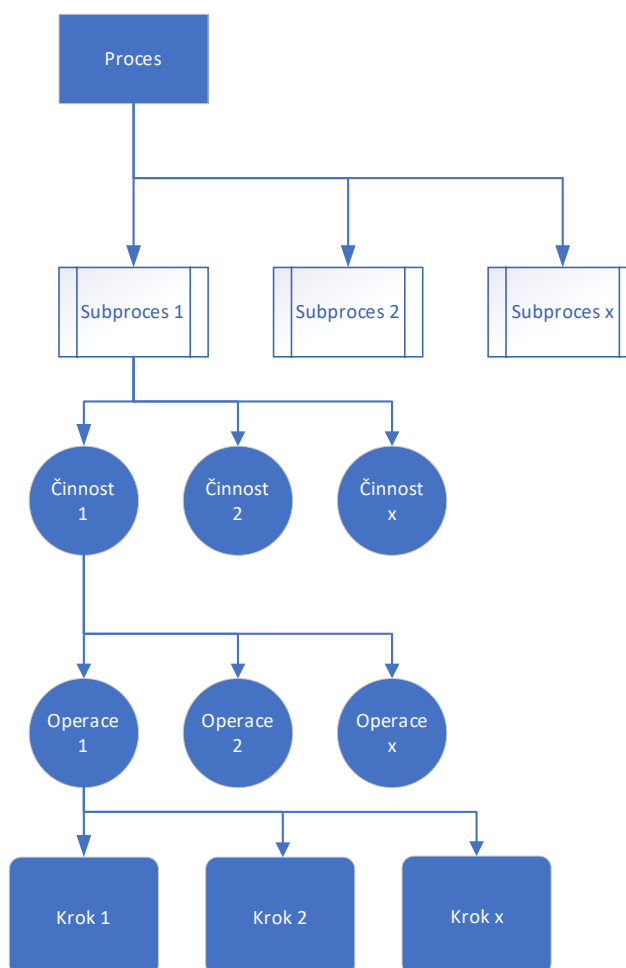 Proces
Subproces 1
Subproces 2
Subproces x
Činnost
1
Činnost
2
Činnost
x
Operace
1
Operace
2
Operace
x
Krok 1
Krok 2
Krok x